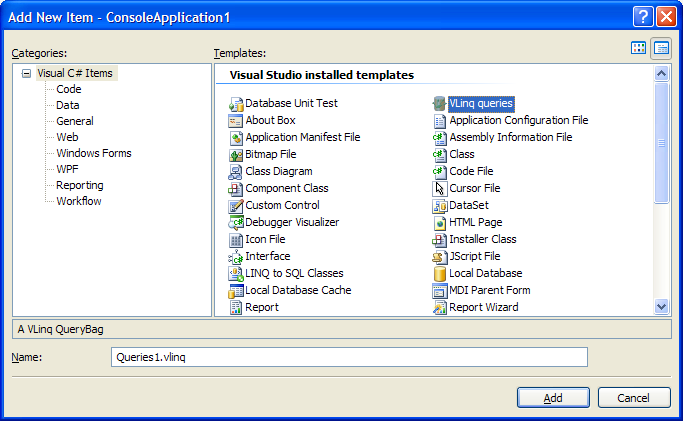 Add New Item - ConsoleApplication1
Categories:
Templates:
Visual C# Items
Code
Data
General
Web
Windows Forms
WPF
Reporting
Workflow
Visual Studio installed templates
Database Unit Test
VLinq queries
About Box
Application Configuration File
Application Manifest File
Assembly Information File
Bitmap File
Class
Class Diagram
Code File
Component Class
Cursor File
Custom Control
DataSet
Debugger Visualizer
HTML Page
Icon File
Installer Class
Interface
JScript File
LINQ to SQL Classes
Local Database
Local Database Cache
MDI Parent Form
Report
Report Wizard
A VLinq QueryBag
Name:
Queries1.vlinq
Add
Cancel